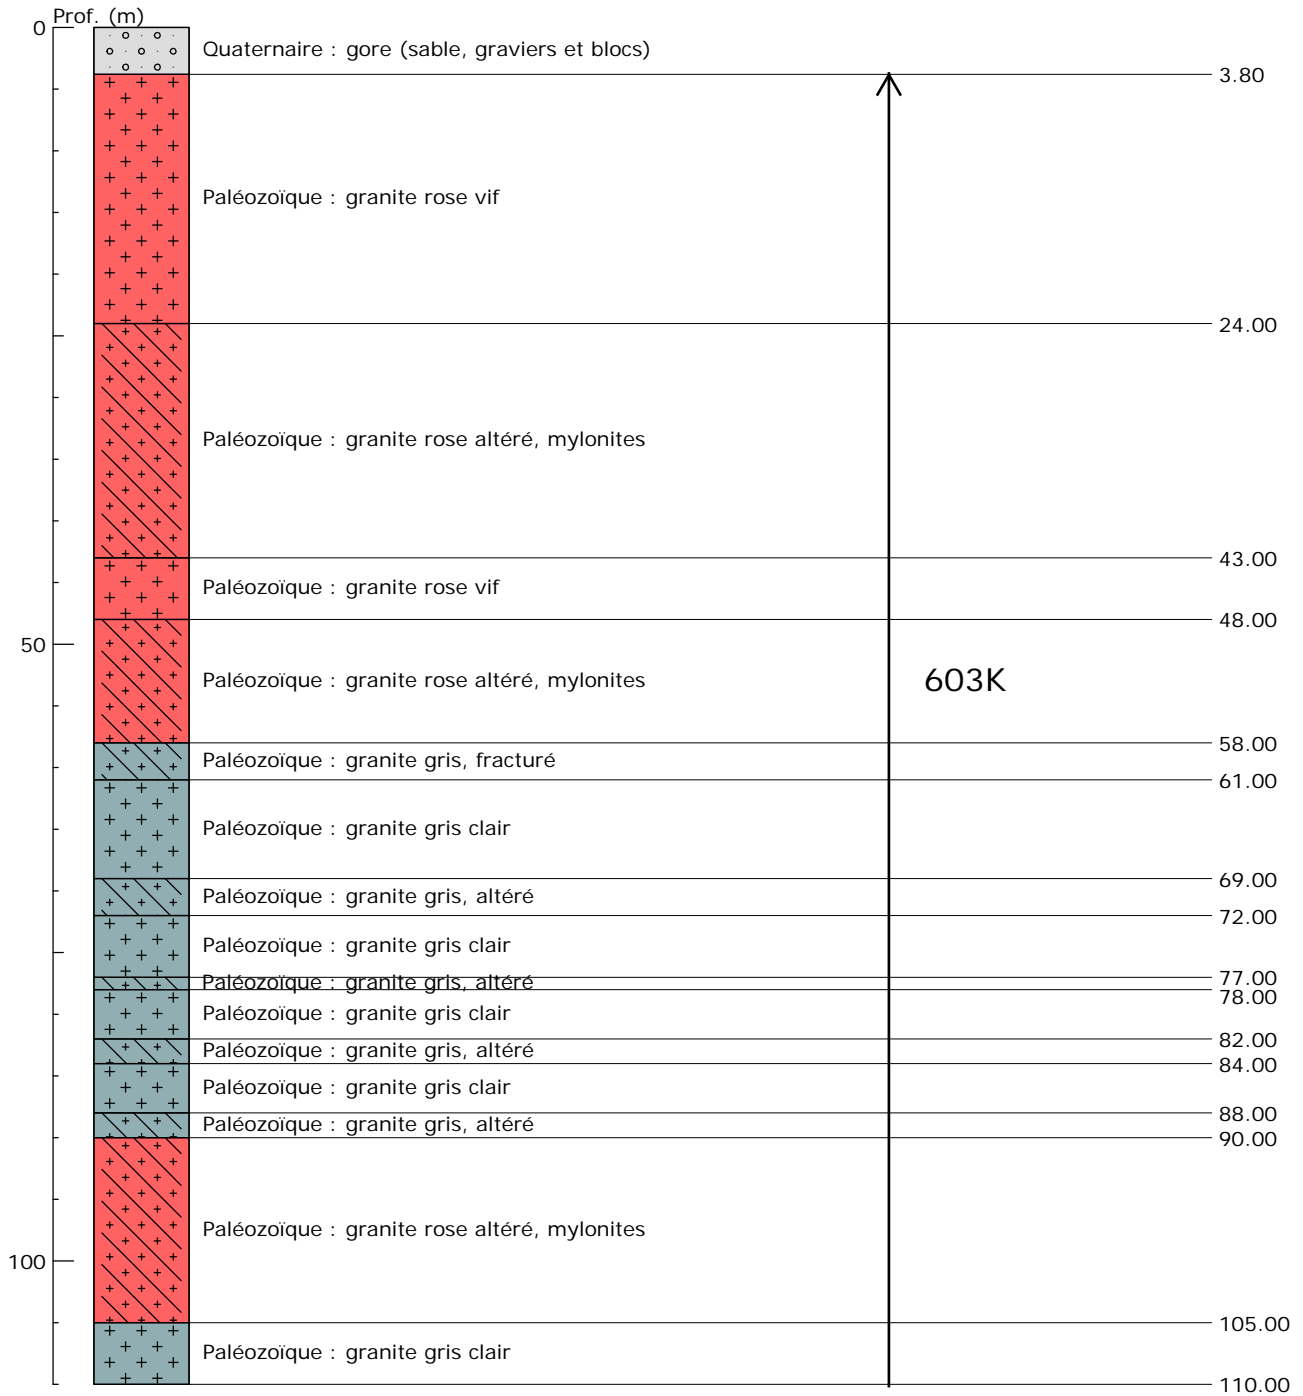 Prof. (m)
0
Quaternaire : gore (sable, graviers et blocs)
3.80
Paléozoïque : granite rose vif
24.00
Paléozoïque : granite rose altéré, mylonites
43.00
Paléozoïque : granite rose vif
48.00
50
Paléozoïque : granite rose altéré, mylonites
603K
58.00
Paléozoïque : granite gris, fracturé
61.00
Paléozoïque : granite gris clair
69.00
Paléozoïque : granite gris, altéré
72.00
Paléozoïque : granite gris clair
77.00
Paléozoïque : granite gris, altéré
78.00
Paléozoïque : granite gris clair
82.00
Paléozoïque : granite gris, altéré
84.00
Paléozoïque : granite gris clair
88.00
Paléozoïque : granite gris, altéré
90.00
Paléozoïque : granite rose altéré, mylonites
100
105.00
Paléozoïque : granite gris clair
110.00